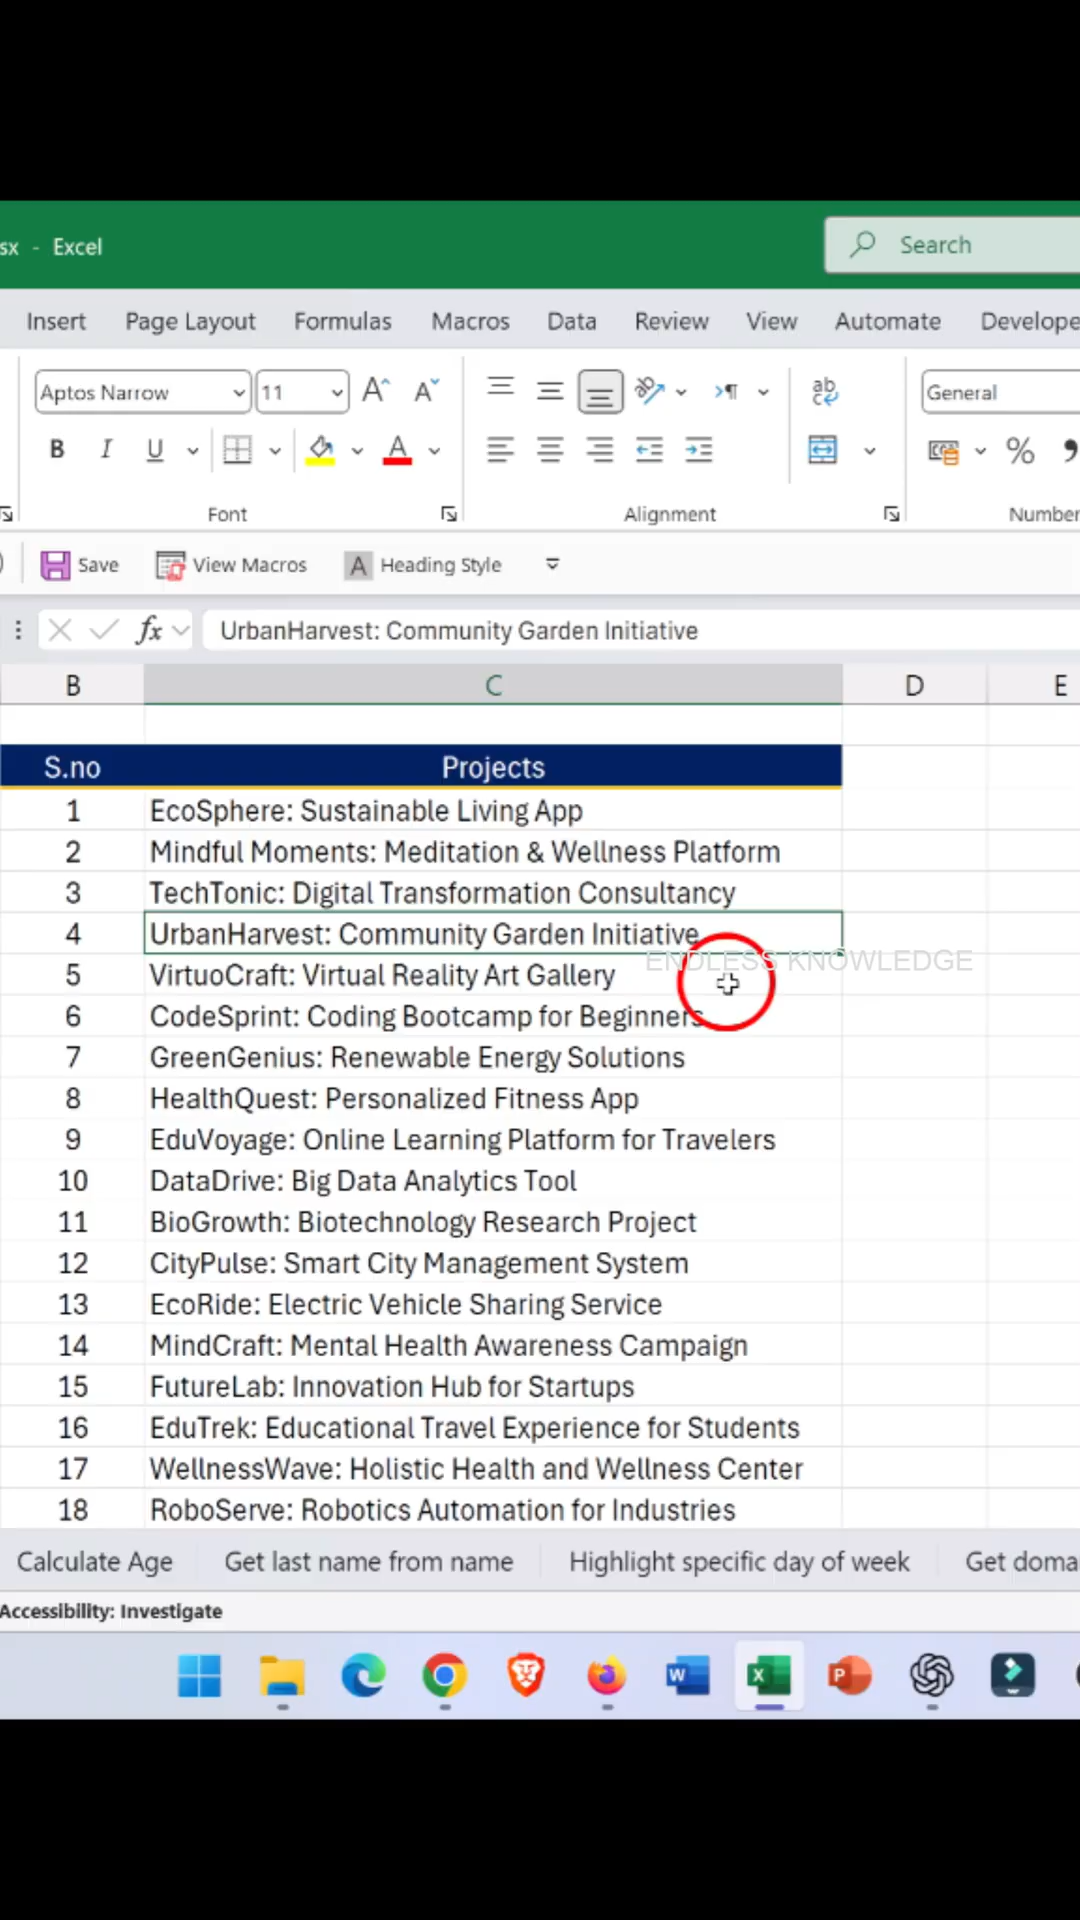 sx - Excel
Search
Insert Page Layout Formulas Macros Data Review View Automate Develope
Aptos Narrow 11 General
B I U A %
Font Alignment Number
Save View Macros A Heading Style
fx UrbanHarvest: Community Garden Initiative
B C D E
S.no Projects
1 EcoSphere: Sustainable Living App
2 Mindful Moments: Meditation & Wellness Platform
3 TechTonic: Digital Transformation Consultancy
4 UrbanHarvest: Community Garden Initiative
ENDLESS KNOWLEDGE
5 VirtuoCraft: Virtual Reality Art Gallery
6 CodeSprint: Coding Bootcamp for Beginners
7 GreenGenius: Renewable Energy Solutions
8 HealthQuest: Personalized Fitness App
9 EduVoyage: Online Learning Platform for Travelers
10 DataDrive: Big Data Analytics Tool
11 BioGrowth: Biotechnology Research Project
12 CityPulse: Smart City Management System
13 EcoRide: Electric Vehicle Sharing Service
14 MindCraft: Mental Health Awareness Campaign
15 FutureLab: Innovation Hub for Startups
16 EduTrek: Educational Travel Experience for Students
17 WellnessWave: Holistic Health and Wellness Center
18 RoboServe: Robotics Automation for Industries
Calculate Age Get last name from name Highlight specific day of week Get doma
Accessibility: Investigate